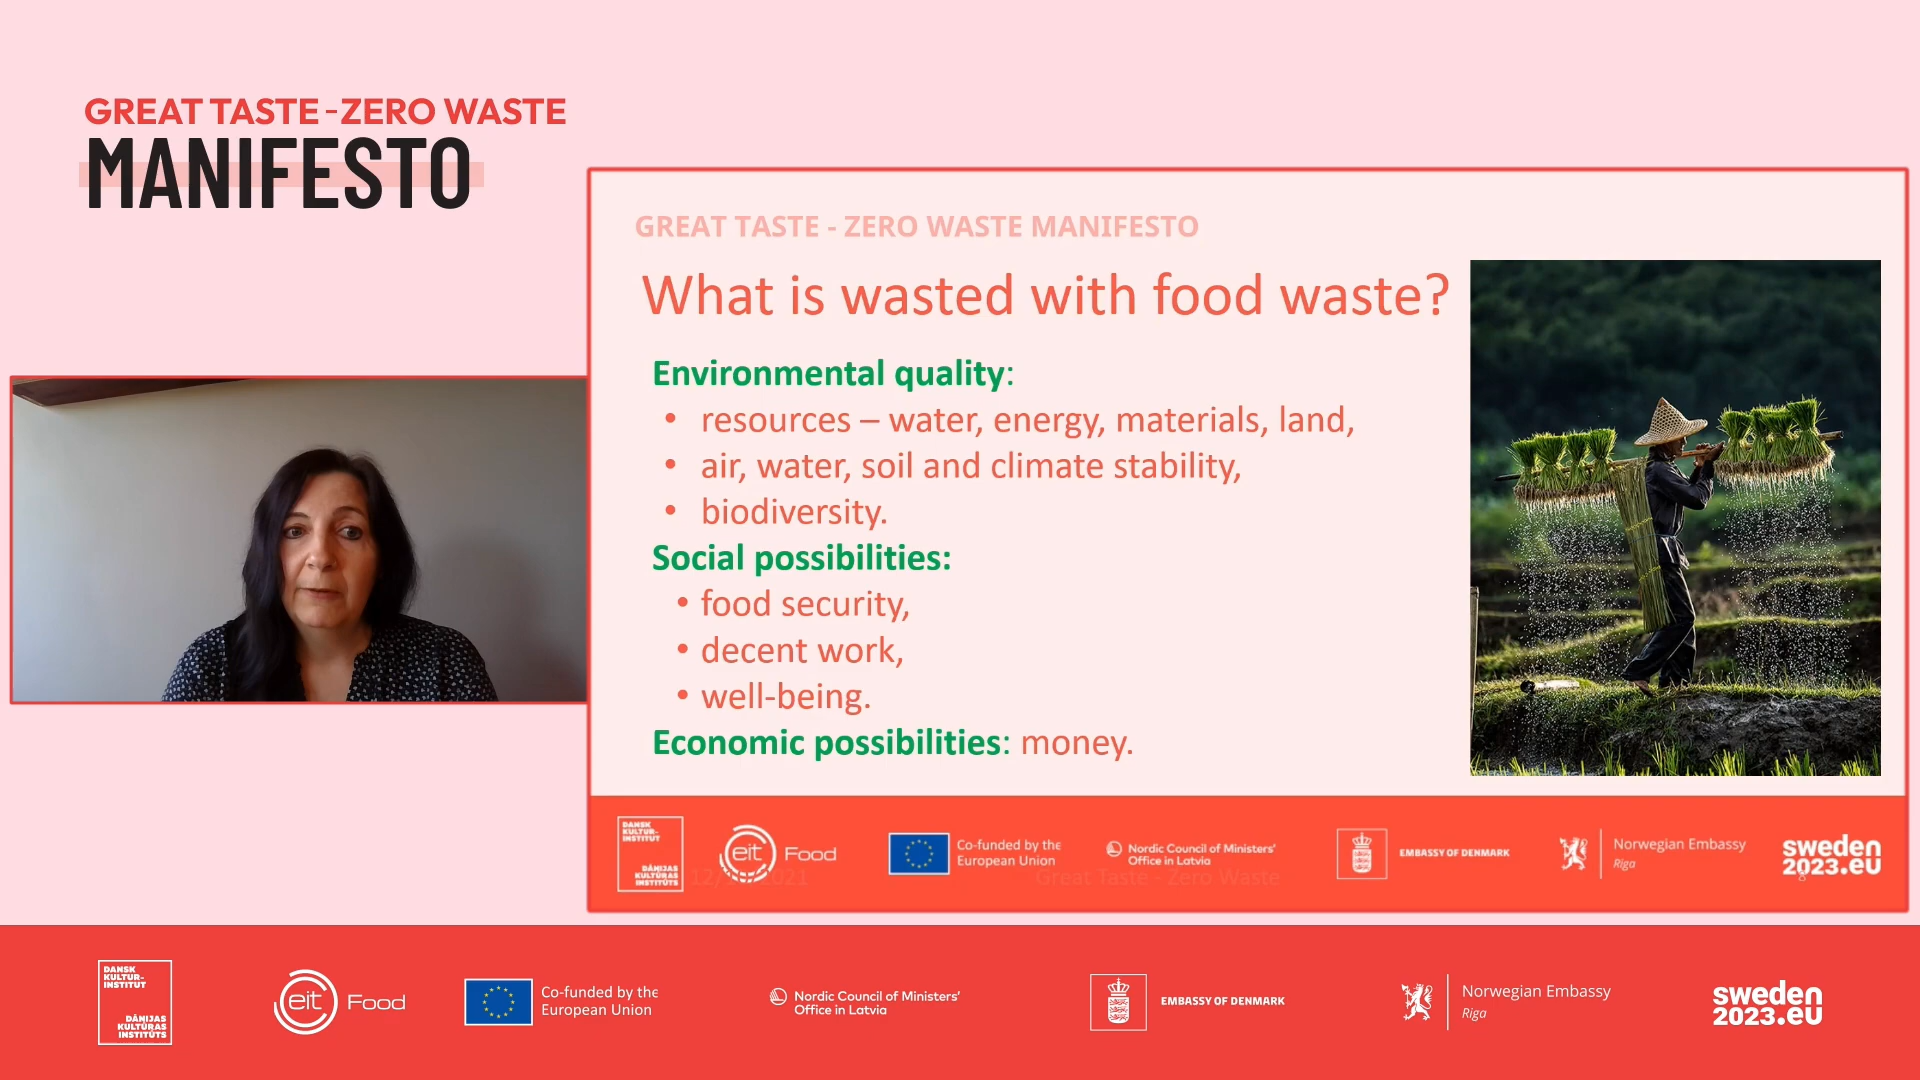 GREAT TASTE - ZERO WASTE
MANIFESTO
GREAT TASTE - ZERO WASTE MANIFESTO
What is wasted with food waste?
Environmental quality:
• resources – water, energy, materials, land,
• air, water, soil and climate stability,
• biodiversity.
Social possibilities:
• food security,
• decent work,
• well-being.
Economic possibilities: money.
DANSK
KULTUR-
INSTITUT
DĀNIJAS
KULTŪRAS
INSTITŪTS
eit Food
Co-funded by the
European Union
Nordic Council of Ministers'
Office in Latvia
EMBASSY OF DENMARK
Norwegian Embassy
Riga
sweden
2023.eu
Great Taste - Zero Waste
8
DANSK
KULTUR-
INSTITUT
DĀNIJAS
KULTŪRAS
INSTITŪTS
eit Food
Co-funded by the
European Union
Nordic Council of Ministers'
Office in Latvia
EMBASSY OF DENMARK
Norwegian Embassy
Riga
sweden
2023.eu